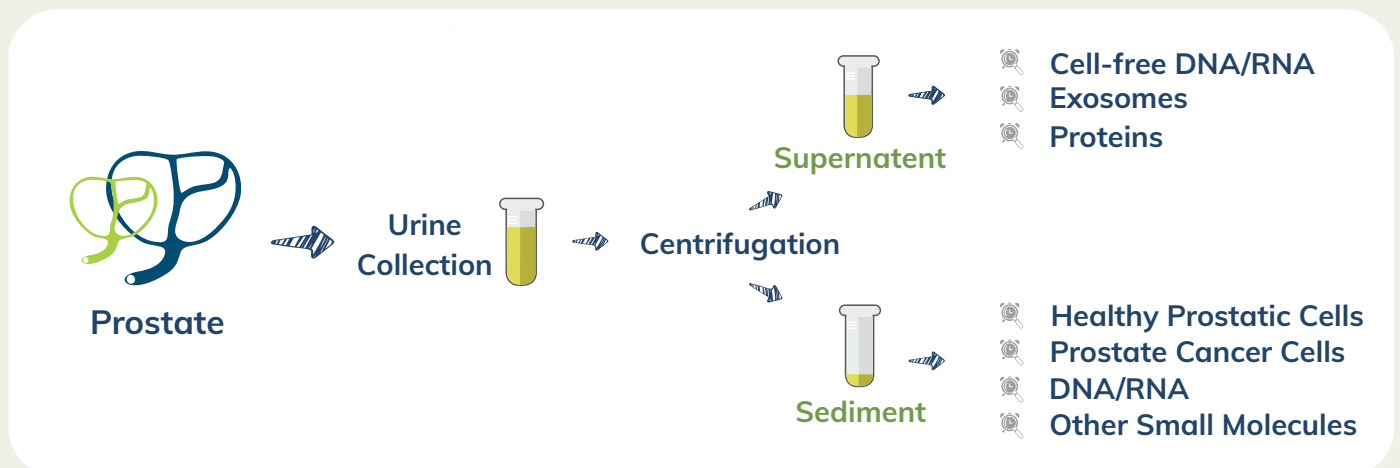 Prostate
Urine
Collection
Centrifugation
Supernatent
Cell-free DNA/RNA
Exosomes
Proteins
Sediment
Healthy Prostatic Cells
Prostate Cancer Cells
DNA/RNA
Other Small Molecules